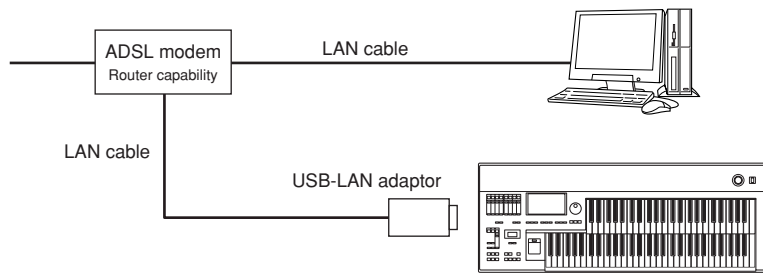 ADSL modem
Router capability
LAN cable
LAN cable
USB-LAN adaptor